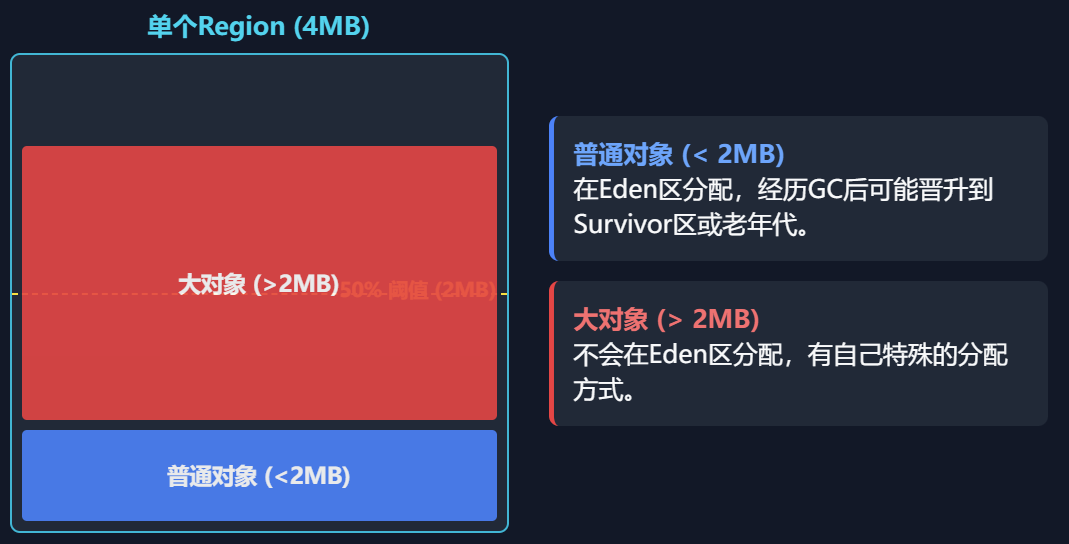 单个Region (4MB)
大对象 (>2MB)
50% 阈值 (2MB)
普通对象 (<2MB)
普通对象 (< 2MB)
在Eden区分配，经历GC后可能晋升到
Survivor区或老年代。
大对象 (> 2MB)
不会在Eden区分配，有自己特殊的分配
方式。